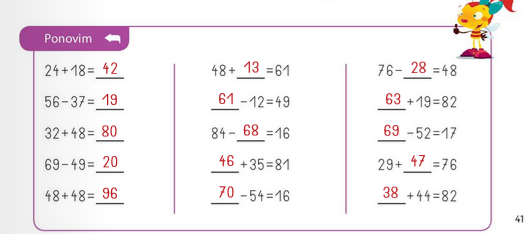 Ponovim
24+18=42 48+13=61 76-28=48
56-37=19 61-12=49 63+19=82
32+48=80 84-68=16 69-52=17
69-49=20 46+35=81 29+47=76
48+48=96 70-54=16 38+44=82
41